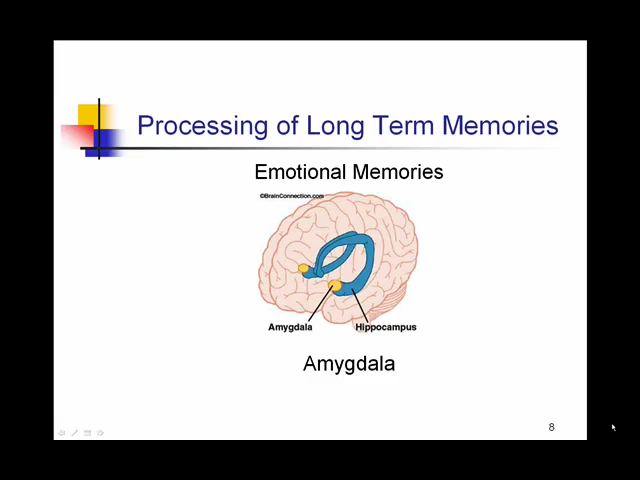 Processing of Long Term Memories
Emotional Memories
©BrainConnection.com
Amygdala
Hippocampus
Amygdala
8